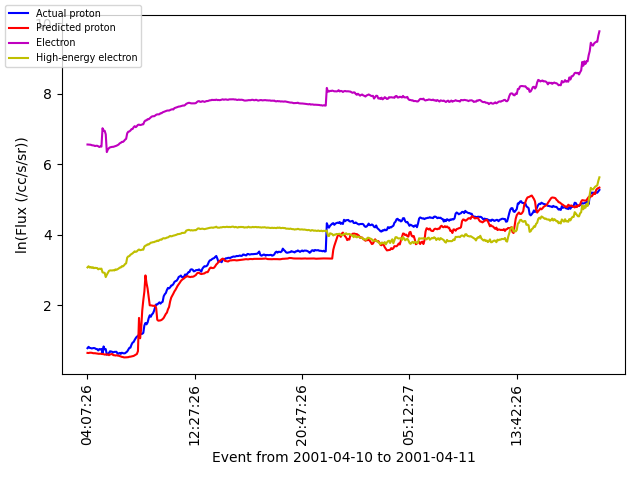 Actual proton
Predicted proton
Electron
High-energy electron
10
8
6
4
2
ln(Flux (/cc/s/sr))
04:07:26
12:27:26
20:47:26
05:12:27
13:42:26
Event from 2001-04-10 to 2001-04-11